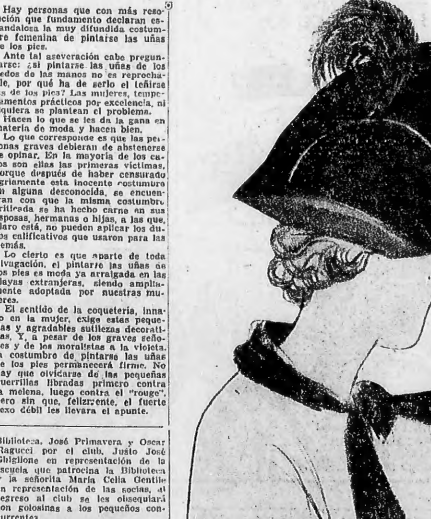 Hay personas que con más reso-
ción que fundamento declaran es-
andalosa la muy difundida costum-
re femenina de pintarse las uñas
e los pies.
Ante tal aseveración cabe pregun-
arse: ¿si pintarse las uñas de los
edos de las manos no es reprocha-
le, por qué ha de serlo el teñirse
s de los pies? Las mujeres, tempe-
amentos prácticos por excelencia, ni
quiera se plantean el problema.
Hacen lo que se les da la gana en
materia de moda y hacen bien.
Lo que corresponde es que las per-
onas graves debieran de abstenerse
e opinar. En la mayoría de los ca-
os son ellas las primeras víctimas,
orque después de haber censurado
griamente esta inocente costumbre
n alguna desconocida, se encuen-
ran con que la misma costumbre
riticada se ha hecho carne en sus
sposas, hermanas o hijas, a las que,
laro está, no pueden aplicar los du-
os calificativos que usaron para las
emás.
Lo cierto es que aparte de toda
ivagación, el pintarre las uñas de
os pies es moda ya arraigada en las
layas extranjeras, siendo amplia-
ente adoptada por nuestras mu-
eres.
El sentido de la coquetería, inna-
o en la mujer, exige estas peque-
as y agradables sutilezas decorati-
as, Y, a pesar de los graves seño-
es y de los moralistas a la violeta,
a costumbre de pintarse las uñas
e los pies permanecerá firme. No
ay que olvidarse de las pequeñas
uerrillas libradas primero contra
a melena, luego contra el "rouge",
ero sin que, felizmente, el fuerte
exo débil les llevara el apunte.
Biblioteca, José Primavera y Oscar
Ragucci por el club, Justo José
Ghiglione en representación de la
scuela que patrocina la Biblioteca
y la señorita María Celia Gentile
n representación de las socias, al
egreso al club se les obsequiará
on golosinas a los pequeños con-
urrentes.